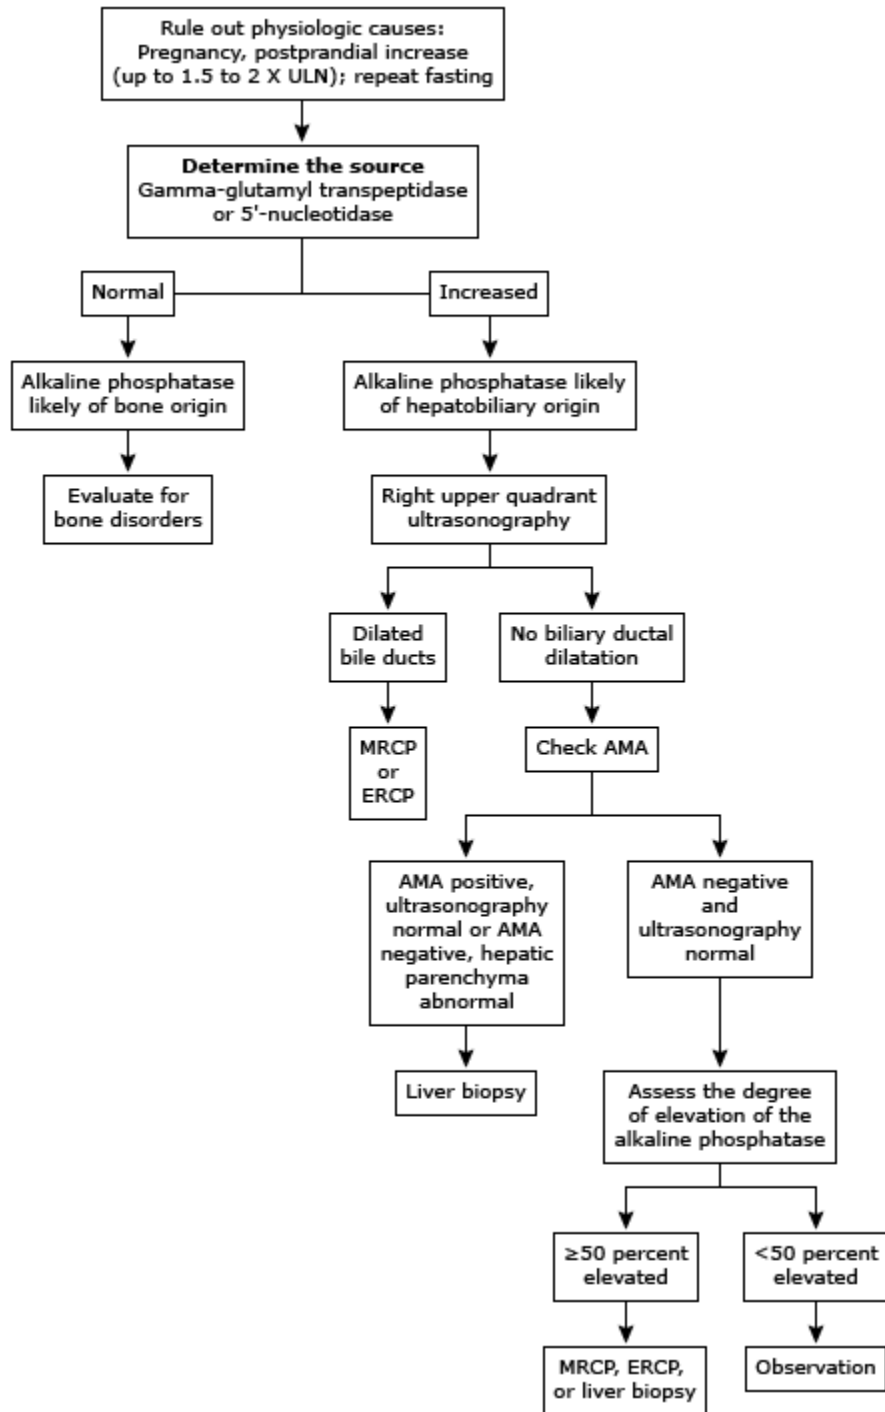 Rule out physiologic causes:
Pregnancy, postprandial increase
(up to 1.5 to 2 X ULN); repeat fasting
Determine the source
Gamma-glutamyl transpeptidase
or 5'-nucleotidase
Normal
Increased
Alkaline phosphatase
likely of bone origin
Alkaline phosphatase likely
of hepatobiliary origin
Evaluate for
bone disorders
Right upper quadrant
ultrasonography
Dilated
bile ducts
No biliary ductal
dilatation
MRCP
or
ERCP
Check AMA
AMA positive,
ultrasonography
normal or AMA
negative, hepatic
parenchyma
abnormal
AMA negative
and
ultrasonography
normal
Liver biopsy
Assess the degree
of elevation of the
alkaline phosphatase
≥50 percent
elevated
<50 percent
elevated
MRCP, ERCP,
or liver biopsy
Observation